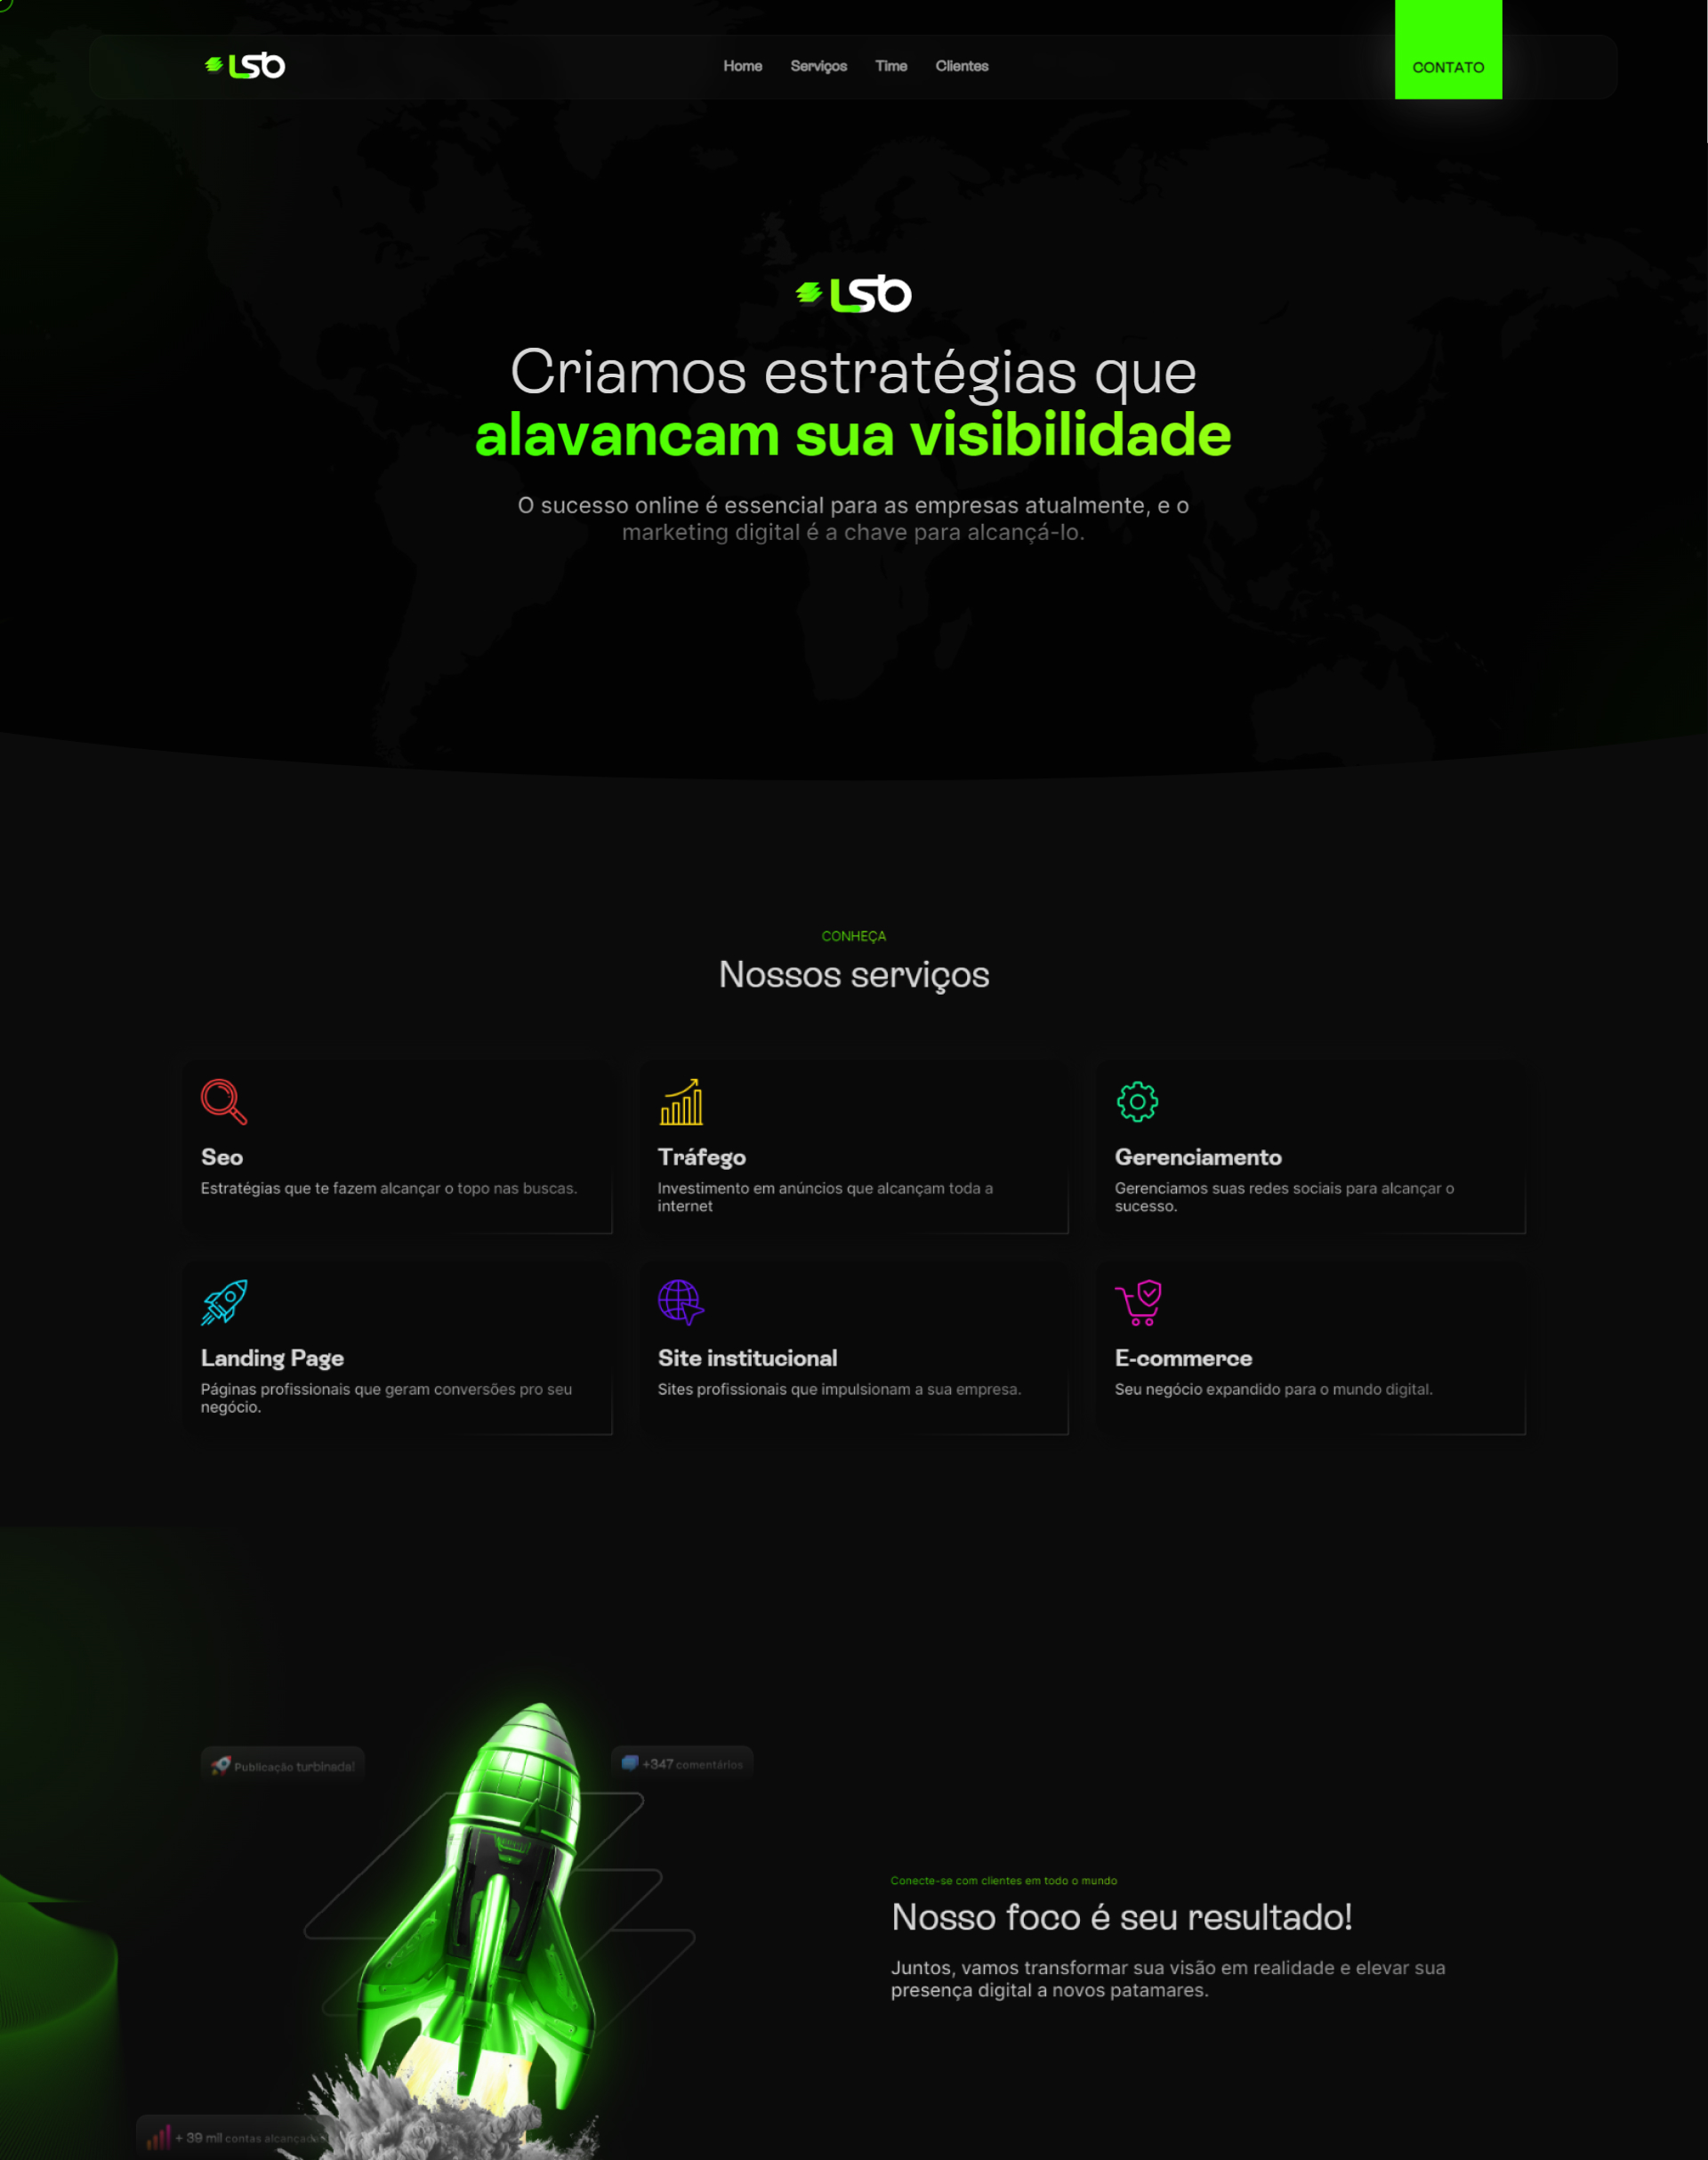 Lsb
Home Serviços Time Clientes
CONTATO
Lsb
Criamos estratégias que
alavancam sua visibilidade
O sucesso online é essencial para as empresas atualmente, e o
marketing digital é a chave para alcançá-lo.
CONHEÇA
Nossos serviços
Seo
Estratégias que te fazem alcançar o topo nas buscas.
Tráfego
Investimento em anúncios que alcançam toda a
internet
Gerenciamento
Gerenciamos suas redes sociais para alcançar o
sucesso.
Landing Page
Páginas profissionais que geram conversões pro seu
negócio.
Site institucional
Sites profissionais que impulsionam a sua empresa.
E-commerce
Seu negócio expandido para o mundo digital.
Publicação turbinada!
+347 comentários
Conecte-se com clientes em todo o mundo
Nosso foco é seu resultado!
Juntos, vamos transformar sua visão em realidade e elevar sua
presença digital a novos patamares.
+ 39 mil contas alcançadas